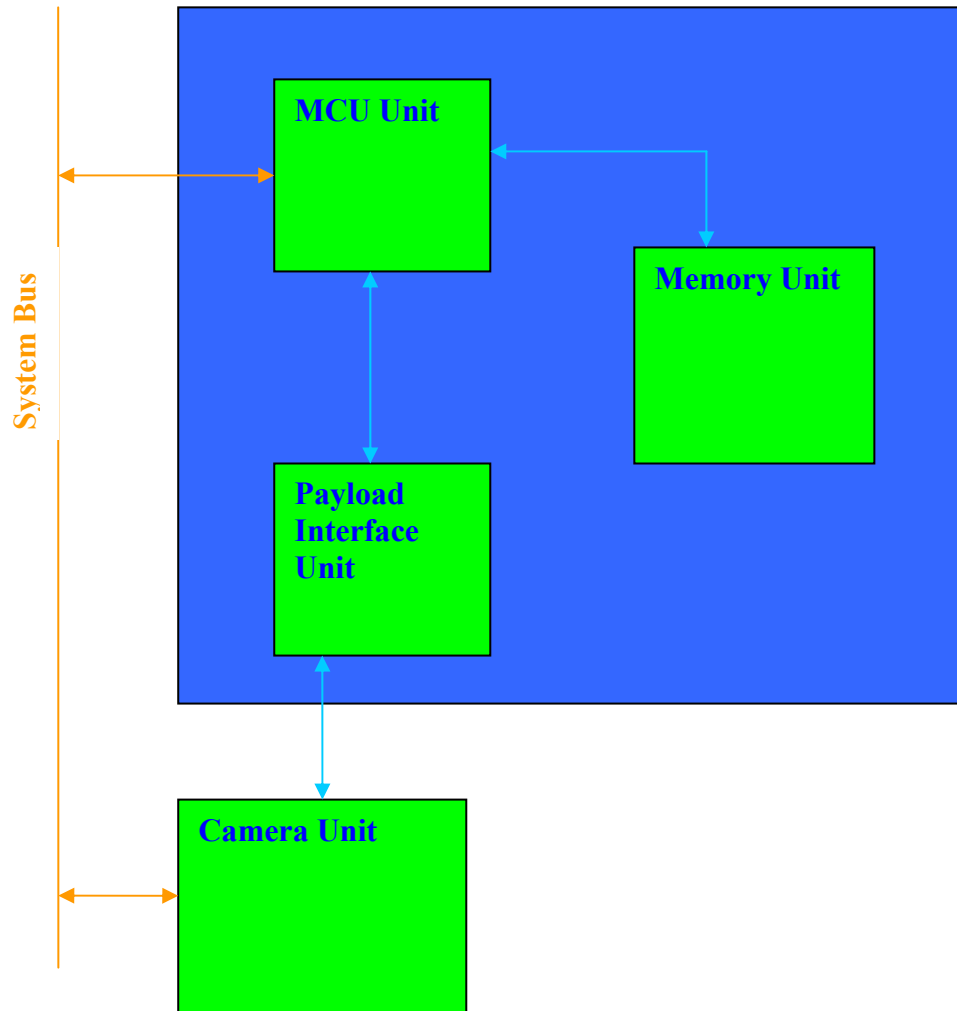 MCU Unit
Memory Unit
System Bus
Payload
Interface
Unit
Camera Unit